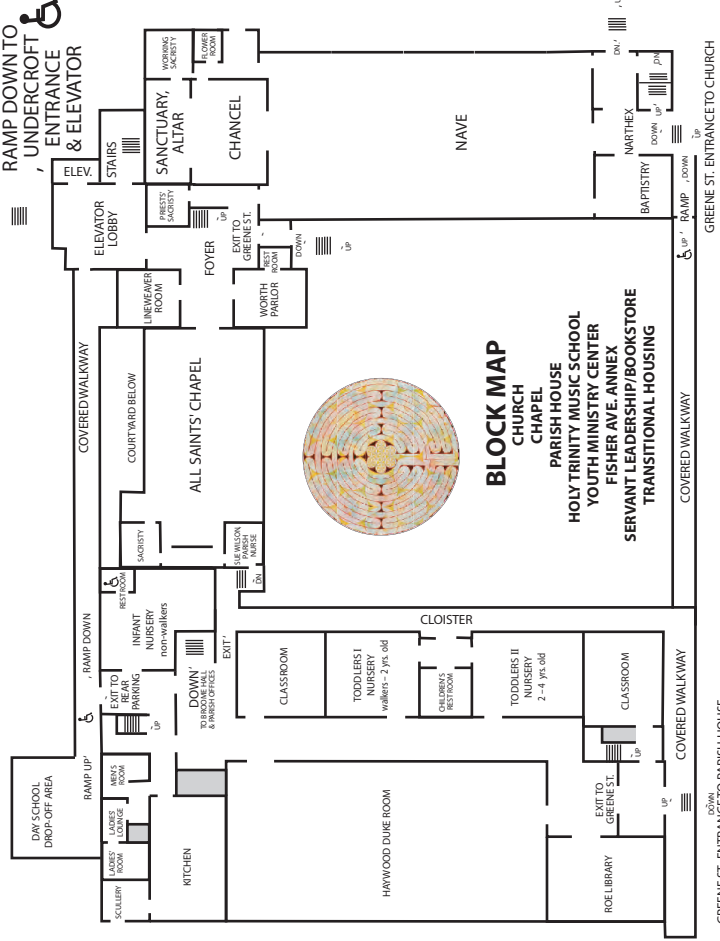 RAMP DOWN TO
UNDERCROFT
ENTRANCE
& ELEVATOR
WORKING
SACRISTY
FLOWER
ROOM
SANCTUARY,
ALTAR
CHANCEL
NAVE
DN.
DN
NARTHEX
DOWN
UP
UP
BAPTISTRY
RAMP
DOWN
UP
GREENE ST. ENTRANCE TO CHURCH
ELEV.
STAIRS
ELEVATOR
LOBBY
PRIESTS'
SACRISTY
UP
FOYER
EXIT TO
GREENE ST.
REST
ROOM
DOWN
UP
LINEWEAVER
ROOM
WORTH
PARLOR
COVERED WALKWAY
COURTYARD BELOW
ALL SAINTS' CHAPEL
SACRISTY
SUE WILSON,
PARISH
NURSE
DN
BLOCK MAP
CHURCH
CHAPEL
PARISH HOUSE
HOLY TRINITY MUSIC SCHOOL
YOUTH MINISTRY CENTER
FISHER AVE. ANNEX
SERVANT LEADERSHIP/BOOKSTORE
TRANSITIONAL HOUSING
COVERED WALKWAY
RAMP DOWN
REST ROOM
INFANT
NURSERY
non-walkers
EXIT TO
REAR
PARKING
UP
DOWN
TO BROOME HALL
& PARISH OFFICES
EXIT
CLOISTER
CLASSROOM
TODDLERS I
NURSERY
walkers – 2 yrs. old
CHILDREN'S
RESTROOM
TODDLERS II
NURSERY
2 – 4 yrs. old
CLASSROOM
UP
COVERED WALKWAY
DAY SCHOOL
DROP-OFF AREA
RAMP UP
MEN'S
ROOM
LADIES'
LOUNGE
LADIES'
ROOM
SCULLERY
KITCHEN
HAYWOOD DUKE ROOM
EXIT TO
GREENE ST.
ROE LIBRARY
UP
DOWN
GREENE ST. ENTRANCE TO PARISH HOUSE